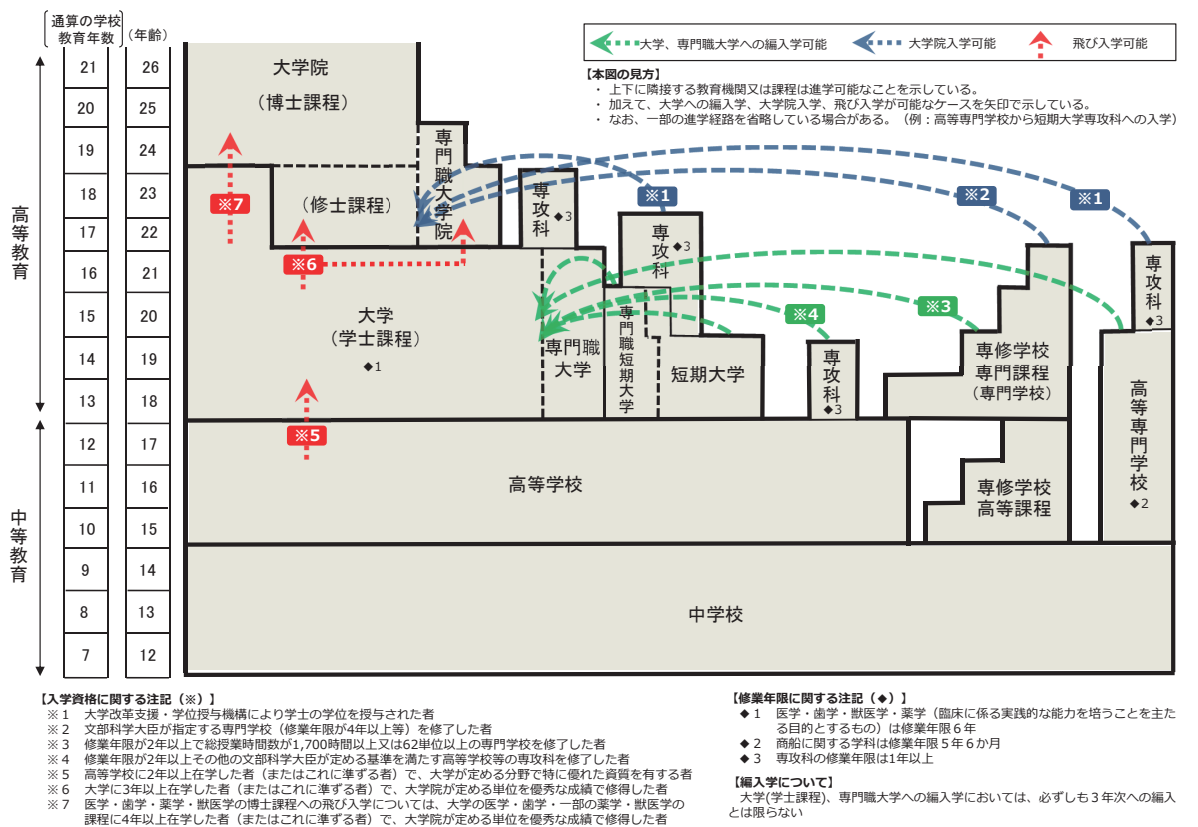 通算の学校
教育年数
(年齢)
大学、専門職大学への編入学可能
大学院入学可能
飛び入学可能
【本図の見方】
・ 上下に隣接する教育機関又は課程は進学可能なことを示している。
・ 加えて、大学への編入学、大学院入学、飛び入学が可能なケースを矢印で示している。
・ なお、一部の進学経路を省略している場合がある。（例：高等専門学校から短期大学専攻科への入学）
高等教育
中等教育
21 26
20 25
19 24
18 23
17 22
16 21
15 20
14 19
13 18
12 17
11 16
10 15
9 14
8 13
7 12
大学院
（博士課程）
（修士課程）
専門職大学院
専攻科
◆3
専攻科
◆3
専攻科
◆3
専攻科
◆3
※7
※6
※5
※1
※2
※1
※4
※3
大学
（学士課程）
◆1
専門職
大学
専門職短期大学
短期大学
専修学校
専門課程
（専門学校）
高等専門学校
◆2
高等学校
専修学校
高等課程
中学校
【入学資格に関する注記（※）】
※１ 大学改革支援・学位授与機構により学士の学位を授与された者
※２ 文部科学大臣が指定する専門学校（修業年限が4年以上等）を修了した者
※３ 修業年限が2年以上で総授業時間数が1,700時間以上又は62単位以上の専門学校を修了した者
※４ 修業年限が2年以上その他の文部科学大臣が定める基準を満たす高等学校等の専攻科を修了した者
※５ 高等学校に2年以上在学した者（またはこれに準ずる者）で、大学が定める分野で特に優れた資質を有する者
※６ 大学に3年以上在学した者（またはこれに準ずる者）で、大学院が定める単位を優秀な成績で修得した者
※７ 医学・歯学・薬学・獣医学の博士課程への飛び入学については、大学の医学・歯学・一部の薬学・獣医学の
課程に4年以上在学した者（またはこれに準ずる者）で、大学院が定める単位を優秀な成績で修得した者
【修業年限に関する注記（◆）】
◆１ 医学・歯学・獣医学・薬学（臨床に係る実践的な能力を培うことを主た
る目的とするもの）は修業年限６年
◆２ 商船に関する学科は修業年限５年６か月
◆３ 専攻科の修業年限は1年以上
【編入学について】
大学(学士課程)、専門職大学への編入学においては、必ずしも３年次への編入
とは限らない